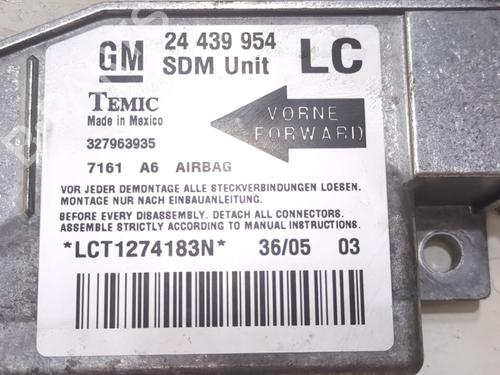 GM 24 439 954 LC
SDM Unit
TEMIC
Made in Mexico
VORNE
FORWARD
327963935
7161 A6 AIRBAG
VOR JEDER DEMONTAGE ALLE STECKVERBINDUNGEN LOESEN.
MONTAGE NUR NACH EINBAUANLEITUNG.
BEFORE EVERY DISASSEMBLY. DETACH ALL CONNECTORS.
ASSEMBLE STRICTLY ACCORDING TO MANUAL INSTRUCTIONS.
*LCT1274183N* 36/05 03